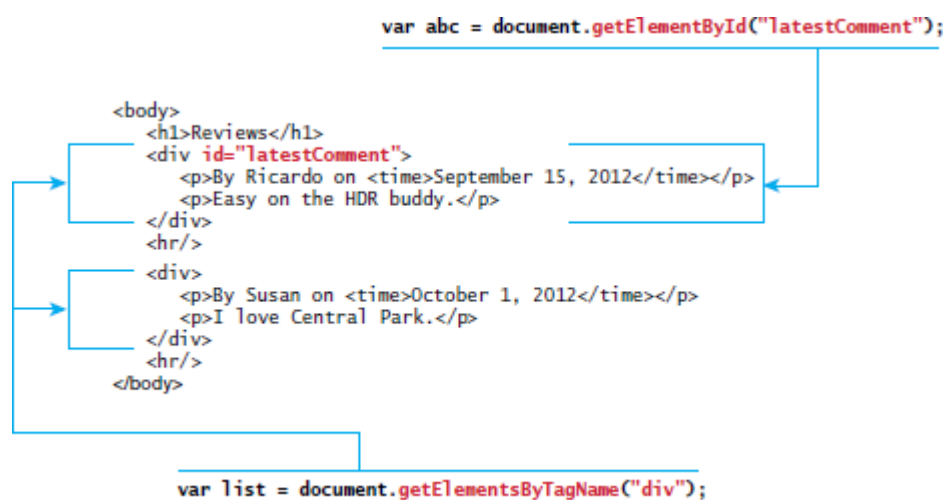 var abc = document.getElementById("latestComment");
<body>
<h1>Reviews</h1>
<div id="latestComment">
<p>By Ricardo on <time>September 15, 2012</time></p>
<p>Easy on the HDR buddy.</p>
</div>
<hr/>
<div>
<p>By Susan on <time>October 1, 2012</time></p>
<p>I love Central Park.</p>
</div>
<hr/>
</body>
var list = document.getElementsByTagName("div");